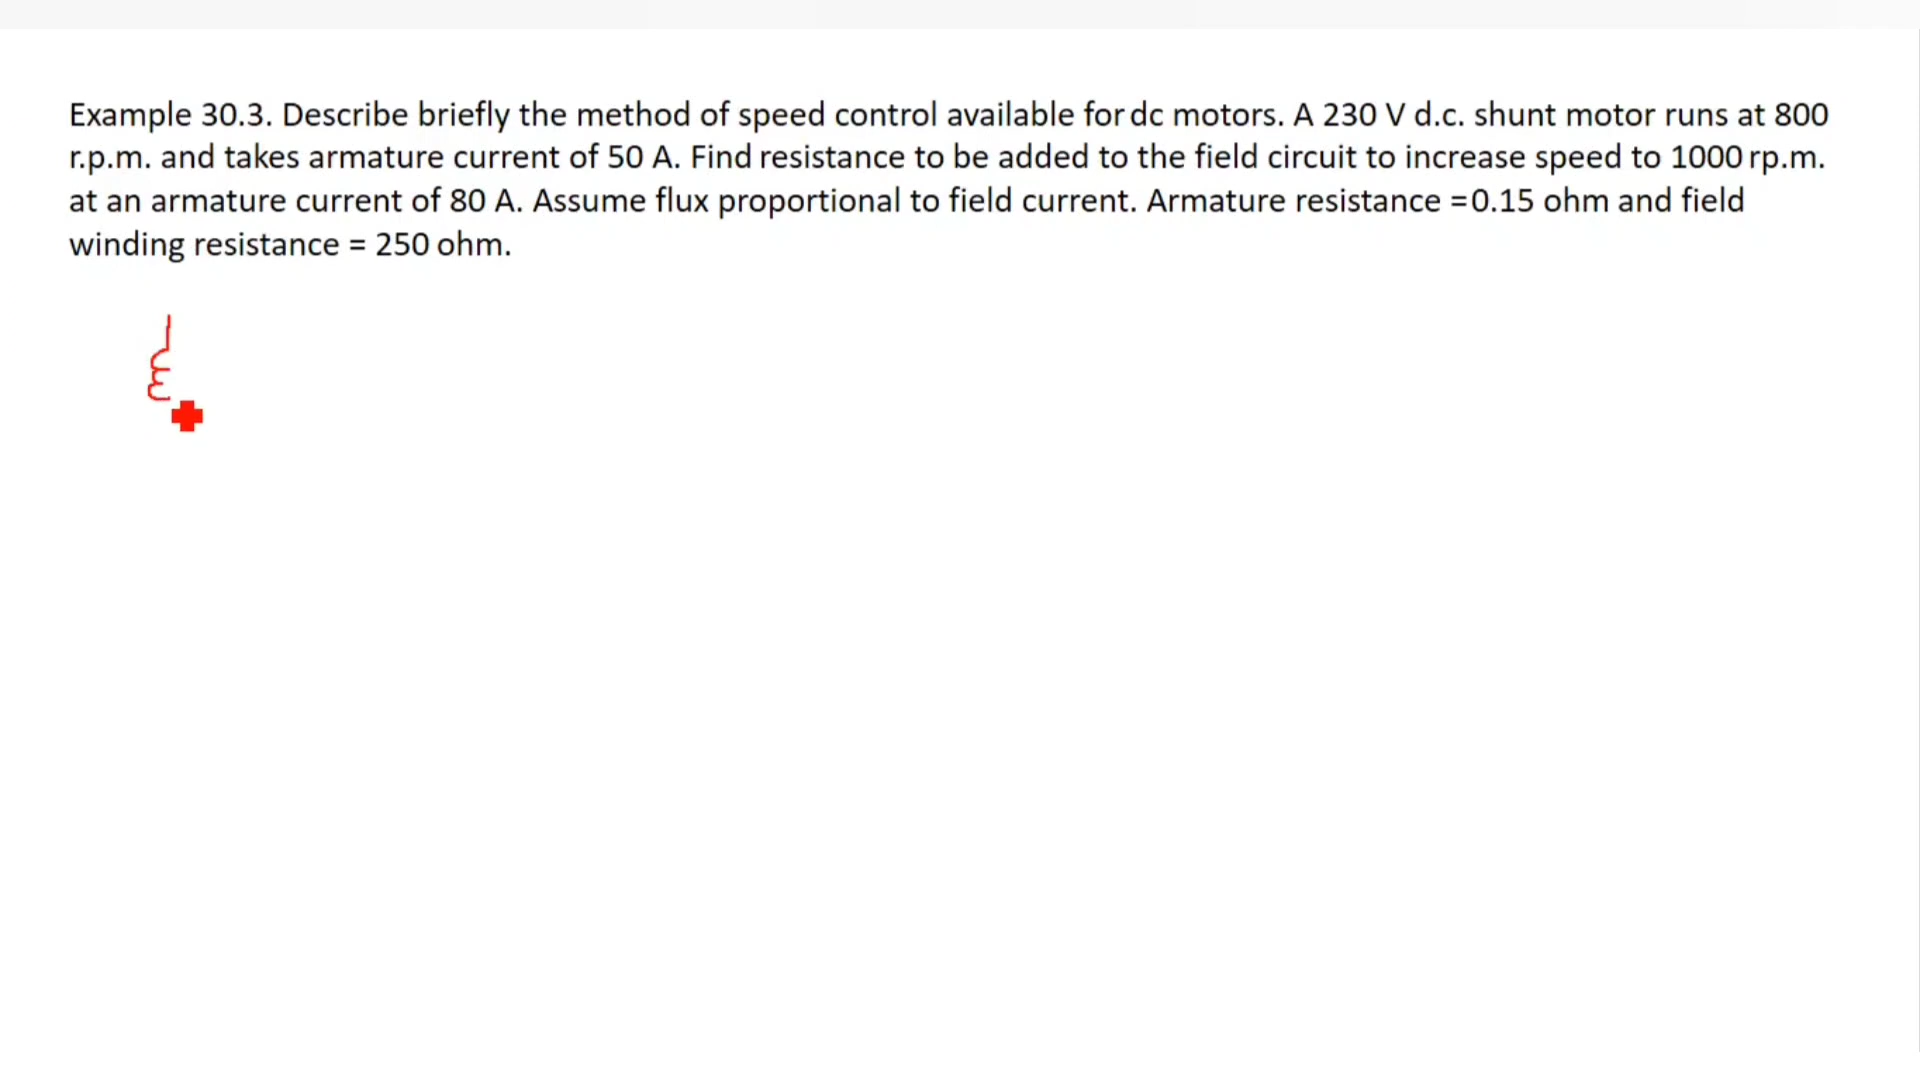 Example 30.3. Describe briefly the method of speed control available for dc motors. A 230 V d.c. shunt motor runs at 800
r.p.m. and takes armature current of 50 A. Find resistance to be added to the field circuit to increase speed to 1000 rp.m.
at an armature current of 80 A. Assume flux proportional to field current. Armature resistance =0.15 ohm and field
winding resistance = 250 ohm.